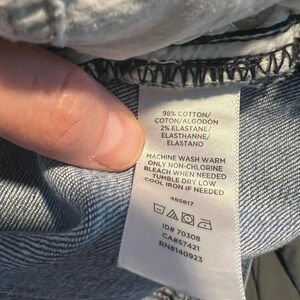 98% COTTON/
COTON/ALGODON
2% ELASTANE/
ELASTHANNE/
ELASTANO
MACHINE WASH WARM
ONLY NON-CHLORINE
BLEACH WHEN NEEDED
TUMBLE DRY LOW
COOL IRON IF NEEDED
485817
ID# 70308
CA#57421
RN#140923